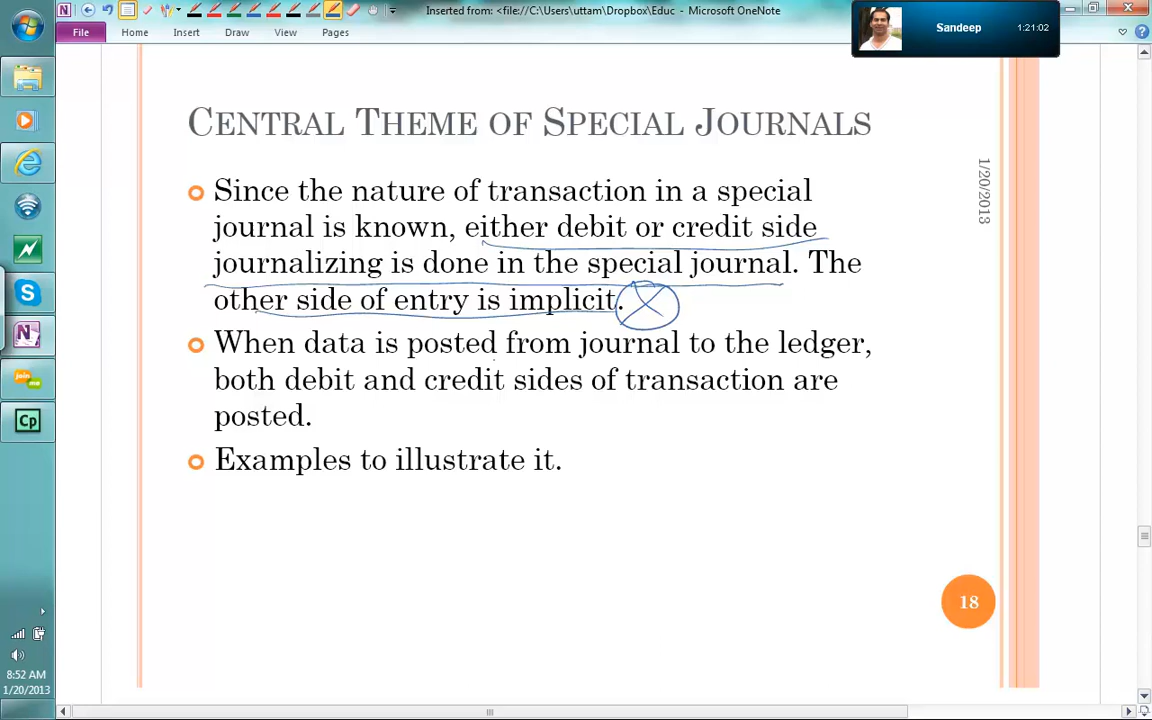 Inserted from: <file://C:\Users\uttam\Dropbox\Educ - Microsoft OneNote
Sandeep
1:21:02
File Home Insert Draw View Pages
CENTRAL THEME OF SPECIAL JOURNALS
1/20/2013
Since the nature of transaction in a special
journal is known, either debit or credit side
journalizing is done in the special journal. The
other side of entry is implicit.
When data is posted from journal to the ledger,
both debit and credit sides of transaction are
posted.
Examples to illustrate it.
18
join
me
Cp
8:52 AM
1/20/2013